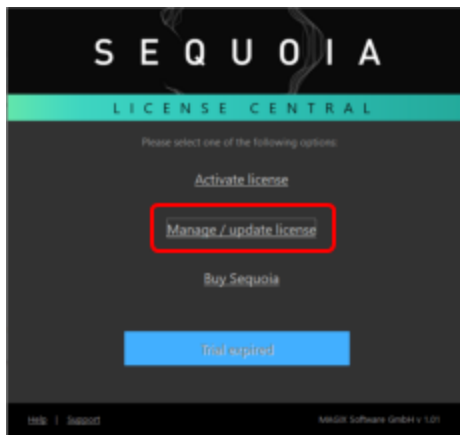 SEQUOIA
LICENSE CENTRAL
Please select one of the following options:
Activate license
Manage / update license
Buy Sequoia
Trial expired
Help | Support
MAGIX Software GmbH v 1.01